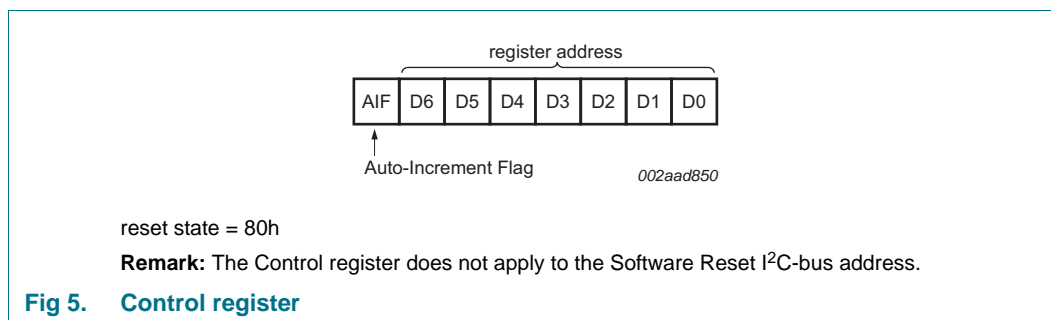 register address
AIF D6 D5 D4 D3 D2 D1 D0
Auto-Increment Flag
002aad850
reset state = 80h
Remark: The Control register does not apply to the Software Reset I²C-bus address.
Fig 5. Control register